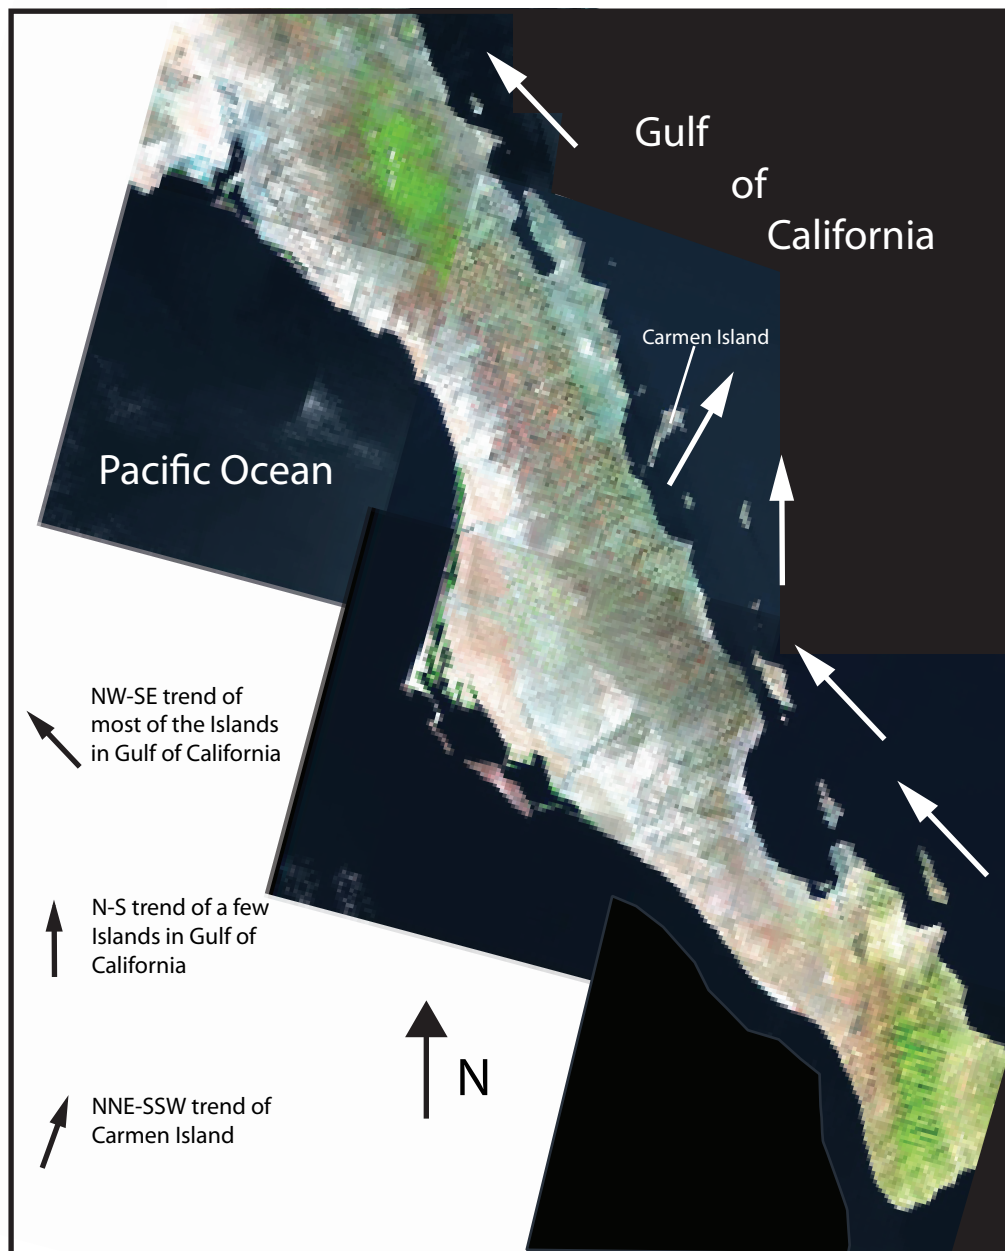 Gulf
of
California
Carmen Island
Pacific Ocean
NW-SE trend of
most of the Islands
in Gulf of California
N-S trend of a few
Islands in Gulf of
California
N
NNE-SSW trend of
Carmen Island